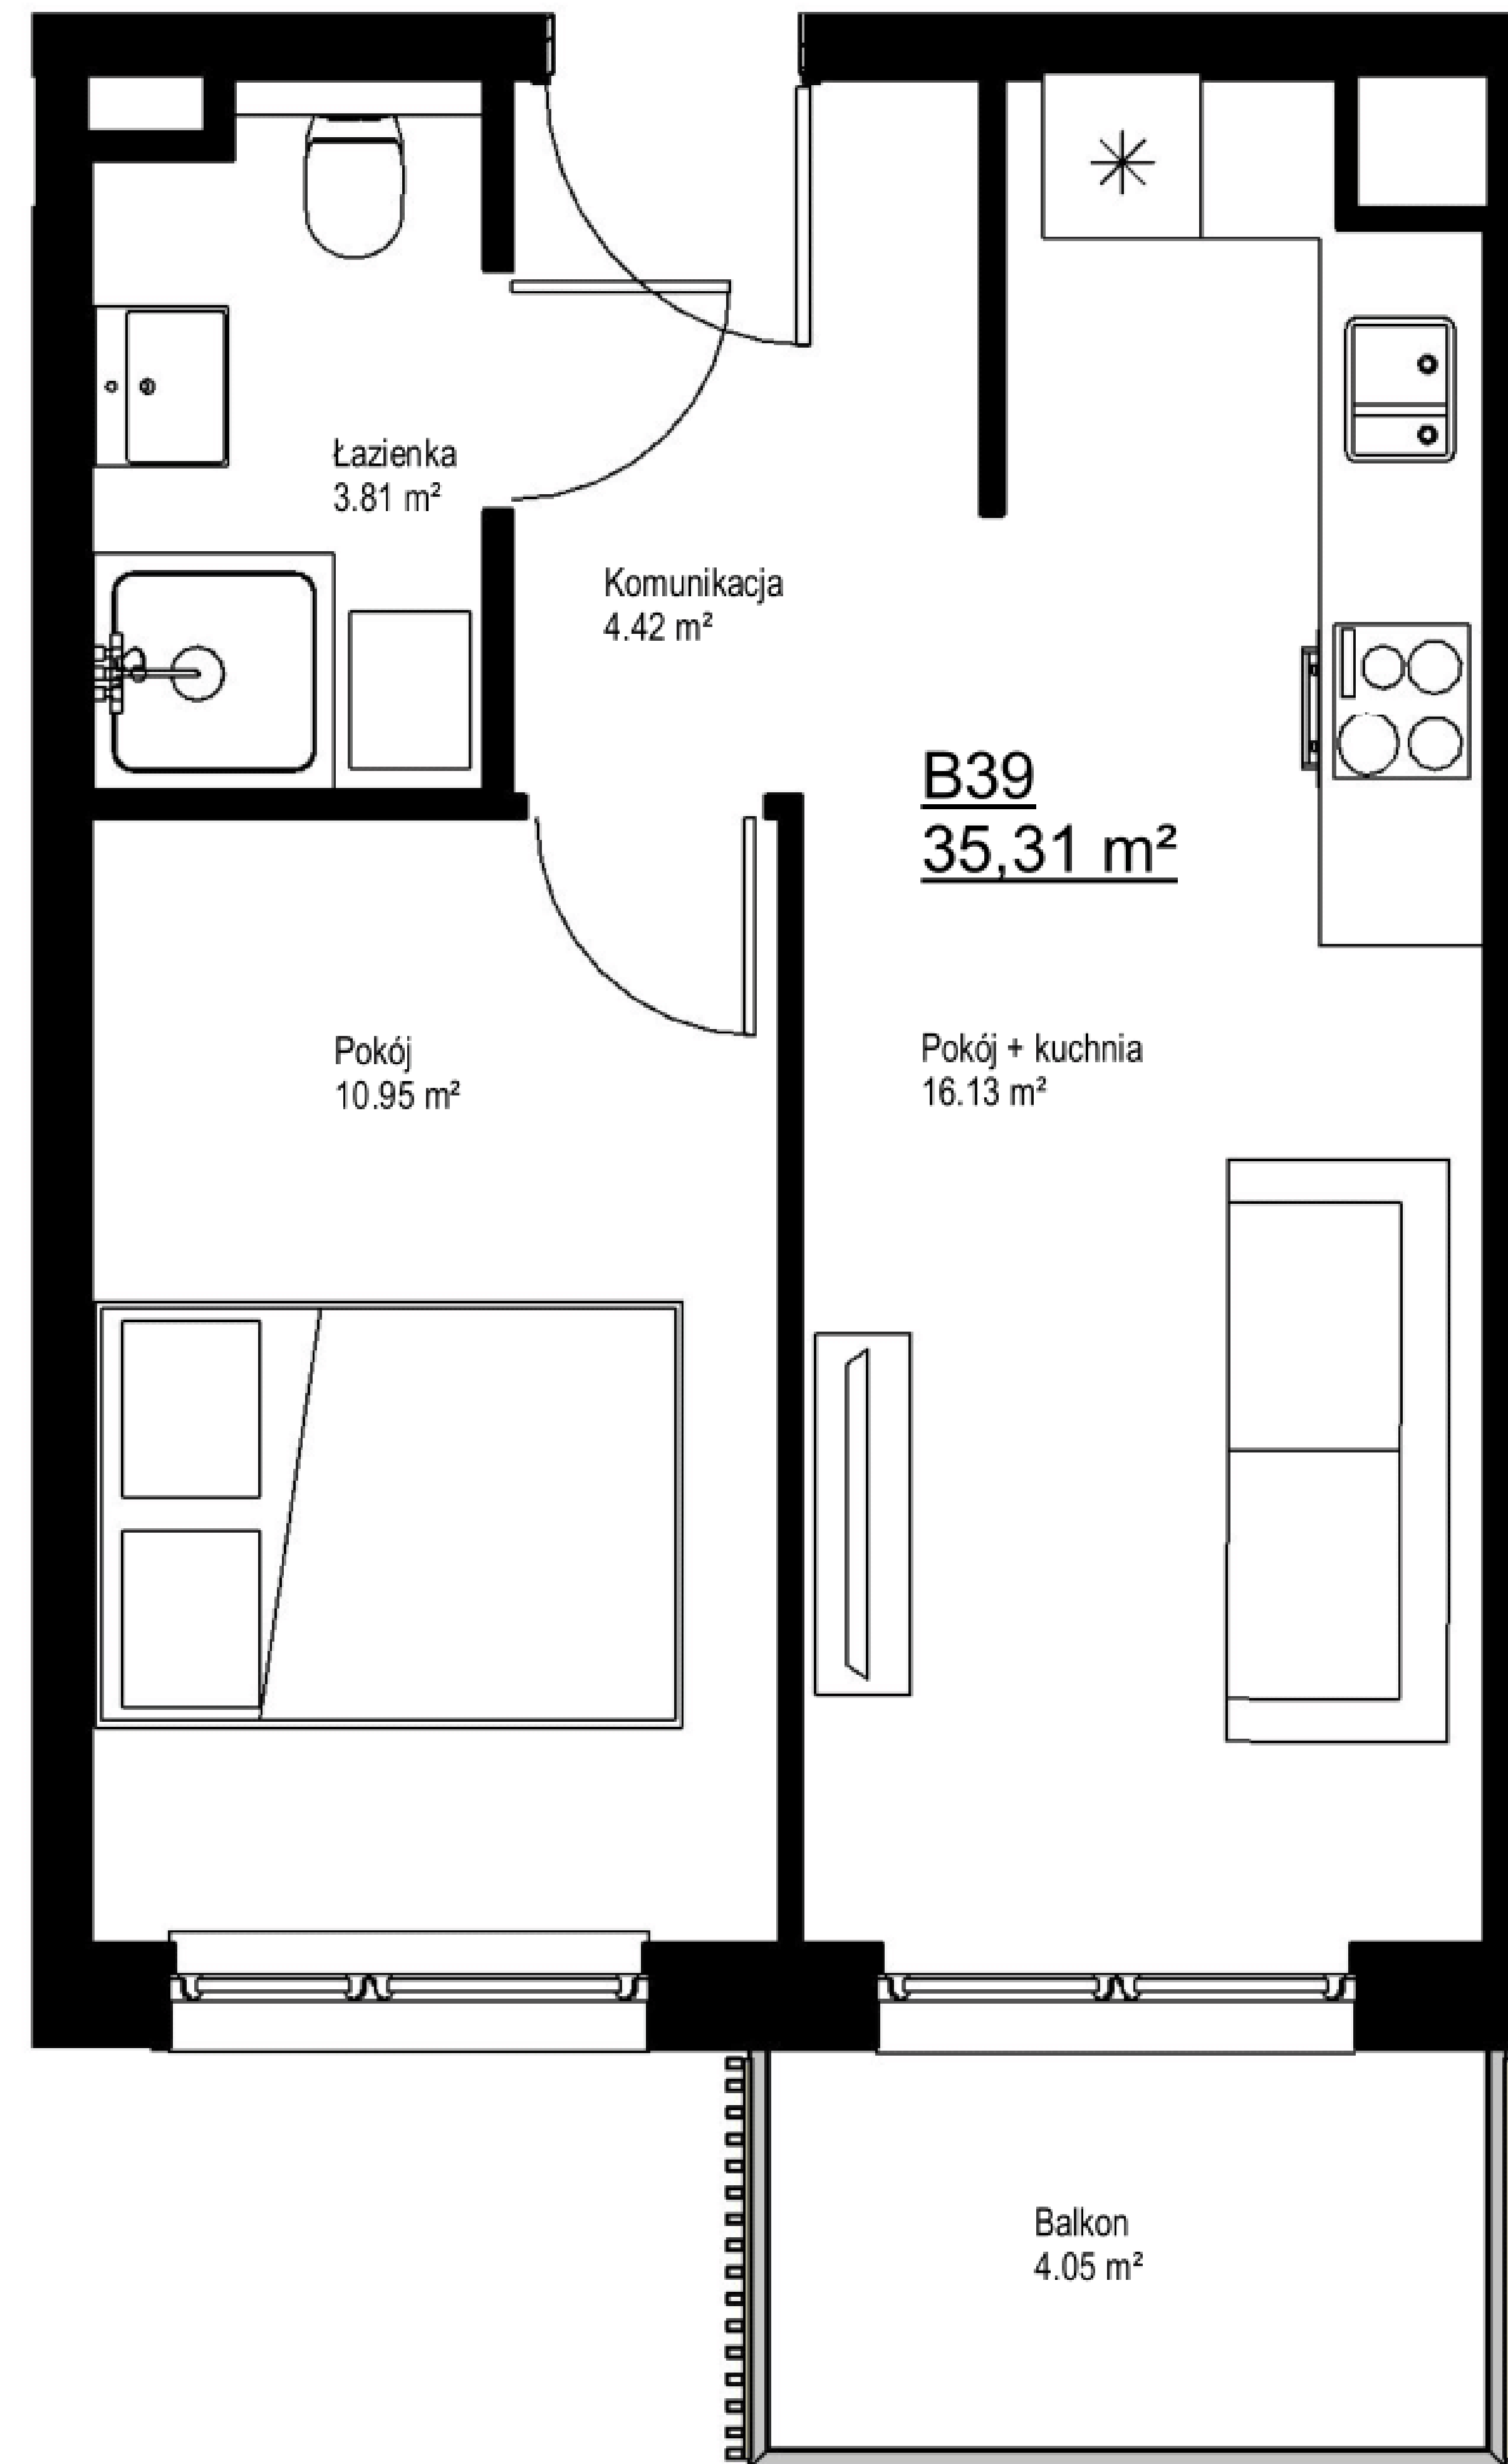 Łazienka
3.81 m²
Komunikacja
4.42 m²
B39
35,31 m²
Pokój
10.95 m²
Pokój + kuchnia
16.13 m²
Balkon
4.05 m²